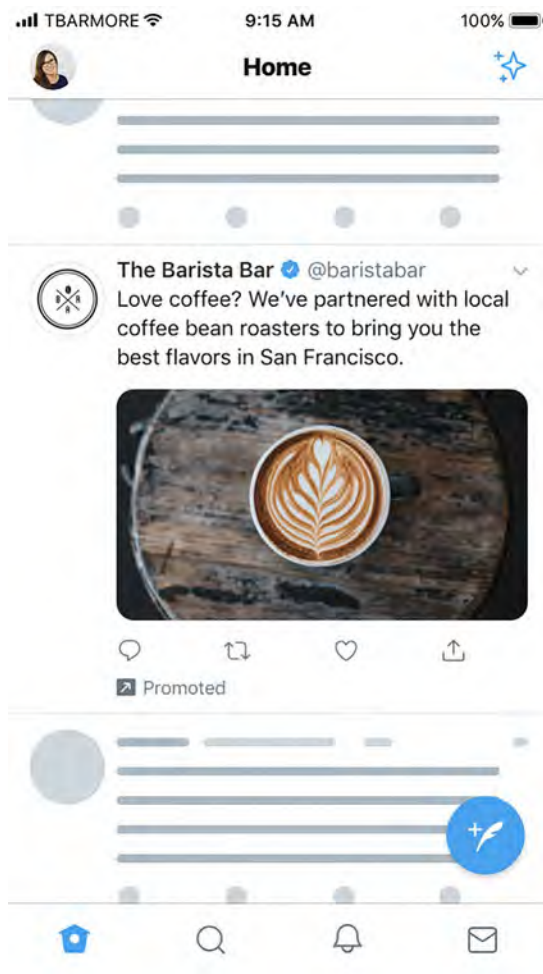 TBARMORE 9:15 AM 100%
Home
The Barista Bar @baristabar
Love coffee? We've partnered with local
coffee bean roasters to bring you the
best flavors in San Francisco.
Promoted